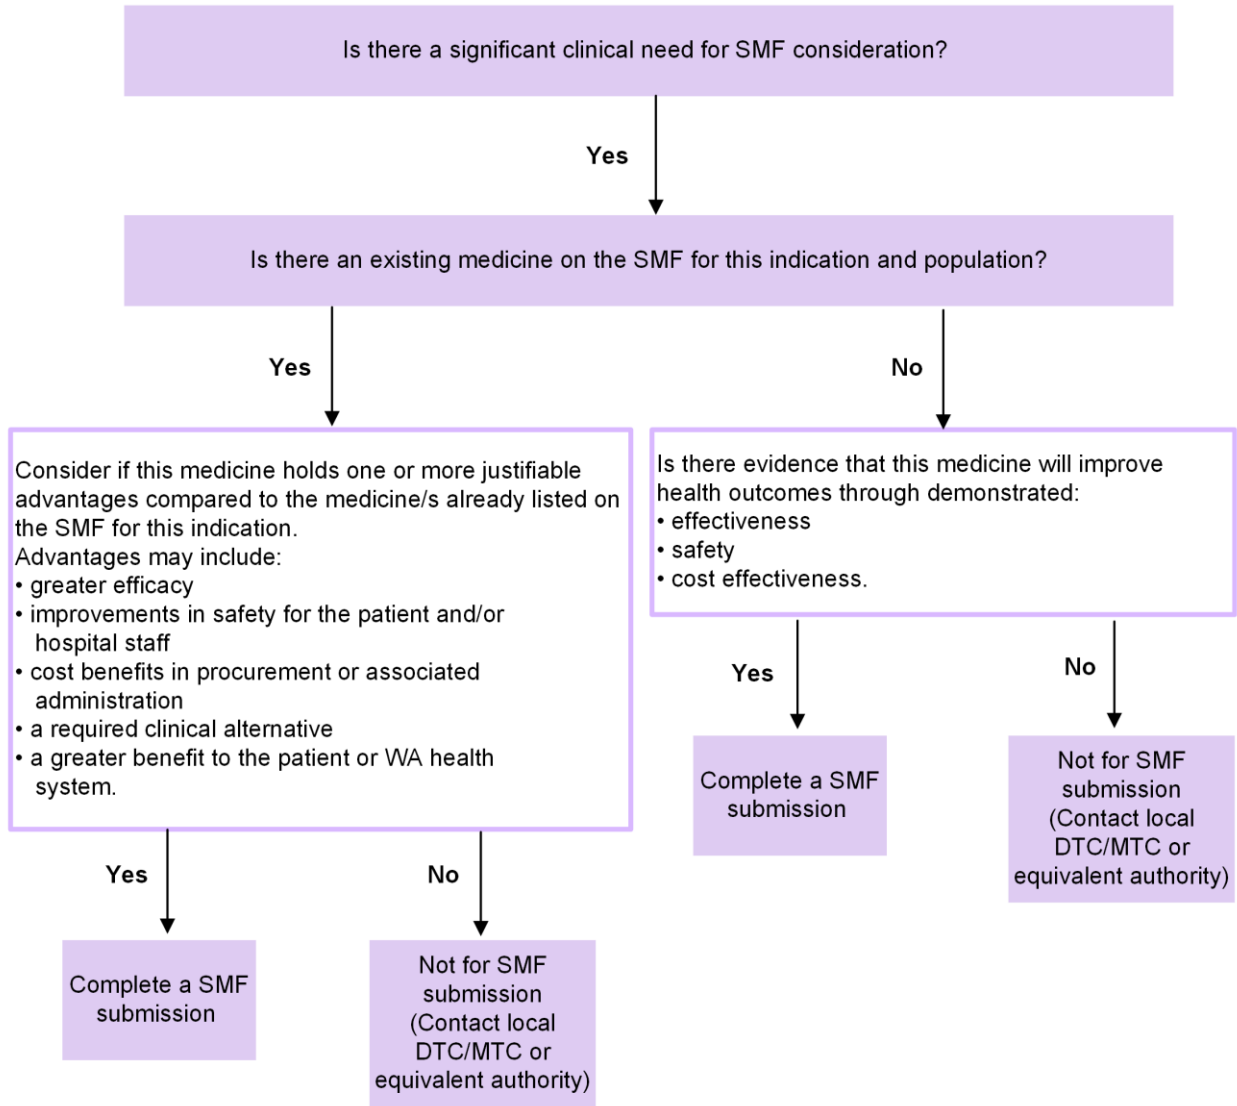 Is there a significant clinical need for SMF consideration?
Yes
Is there an existing medicine on the SMF for this indication and population?
Yes
No
Consider if this medicine holds one or more justifiable
advantages compared to the medicine/s already listed on
the SMF for this indication.
Advantages may include:
• greater efficacy
• improvements in safety for the patient and/or
hospital staff
• cost benefits in procurement or associated
administration
• a required clinical alternative
• a greater benefit to the patient or WA health
system.
Is there evidence that this medicine will improve
health outcomes through demonstrated:
• effectiveness
• safety
• cost effectiveness.
Yes
No
Complete a SMF
submission
Not for SMF
submission
(Contact local
DTC/MTC or
equivalent authority)
Yes
No
Complete a SMF
submission
Not for SMF
submission
(Contact local
DTC/MTC or
equivalent authority)